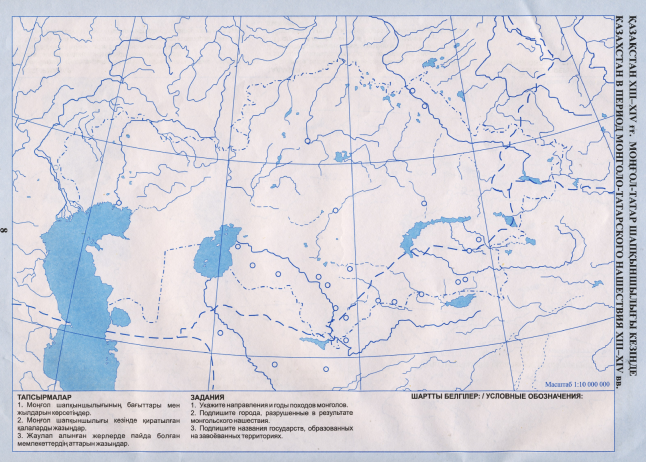 ҚАЗАҚСТАН XIII–XIV ғғ. МОНҒОЛ-ТАТАР ШАПҚЫНШЫЛЫҒЫ КЕЗІНДЕ
КАЗАХСТАН В ПЕРИОД МОНГОЛО-ТАТАРСКОГО НАШЕСТВИЯ XIII–XIV вв.
8
Масштаб 1:10 000 000
ТАПСЫРМАЛАР
1. Моңғол шапқыншылығының бағыттары мен
жылдарын көрсетіңдер.
2. Моңғол шапқыншылығы кезінде қиратылған
қалаларды жазыңдар.
3. Жаулап алынған жерлерде пайда болған
мемлекеттердің аттарын жазыңдар.
ЗАДАНИЯ
1. Укажите направления и годы походов монголов.
2. Подпишите города, разрушенные в результате
монгольского нашествия.
3. Подпишите названия государств, образованных
на завоёванных территориях.
ШАРТТЫ БЕЛГІЛЕР: / УСЛОВНЫЕ ОБОЗНАЧЕНИЯ: